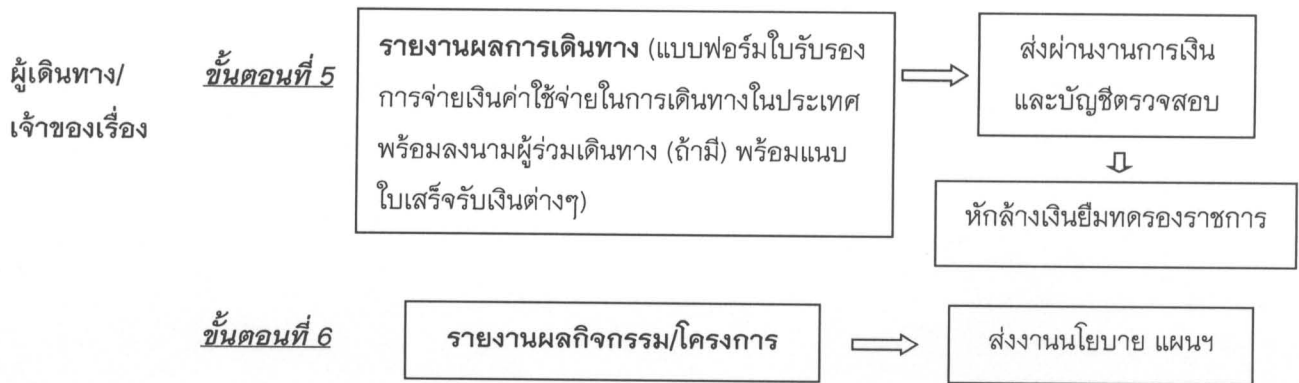 ผู้เดินทาง/
เจ้าของเรื่อง
ขั้นตอนที่ 5
รายงานผลการเดินทาง (แบบฟอร์มใบรับรอง
การจ่ายเงินค่าใช้จ่ายในการเดินทางในประเทศ
พร้อมลงนามผู้ร่วมเดินทาง (ถ้ามี) พร้อมแนบ
ใบเสร็จรับเงินต่างๆ)
ส่งผ่านงานการเงิน
และบัญชีตรวจสอบ
หักล้างเงินยืมทดรองราชการ
ขั้นตอนที่ 6
รายงานผลกิจกรรม/โครงการ
ส่งงานนโยบาย แผนฯ